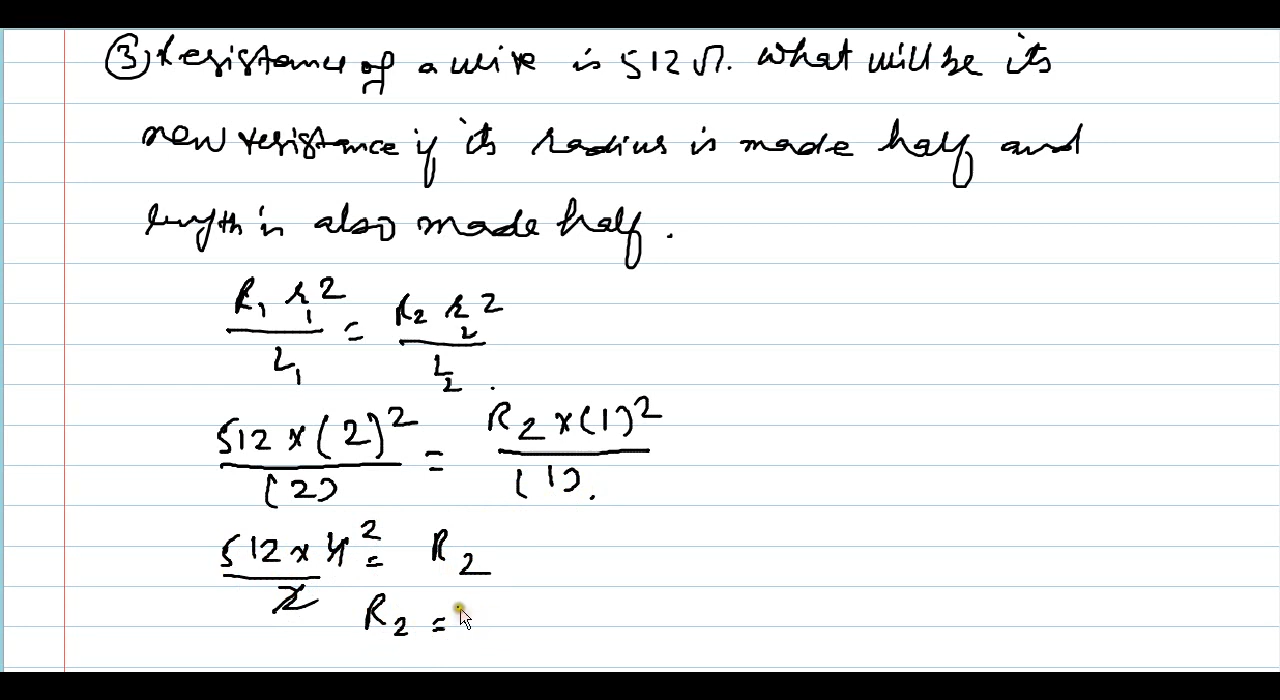 ③ Resistance of a wire is 512 Ω. What will be its
new resistance if its radius is made half and
length is also made half.
R₁ r₁² / L₁ = R₂ r₂² / L₂.
512 × (2)² / (2) = R₂ × (1)² / (1).
512 × 4² / 2 = R₂
R₂ =